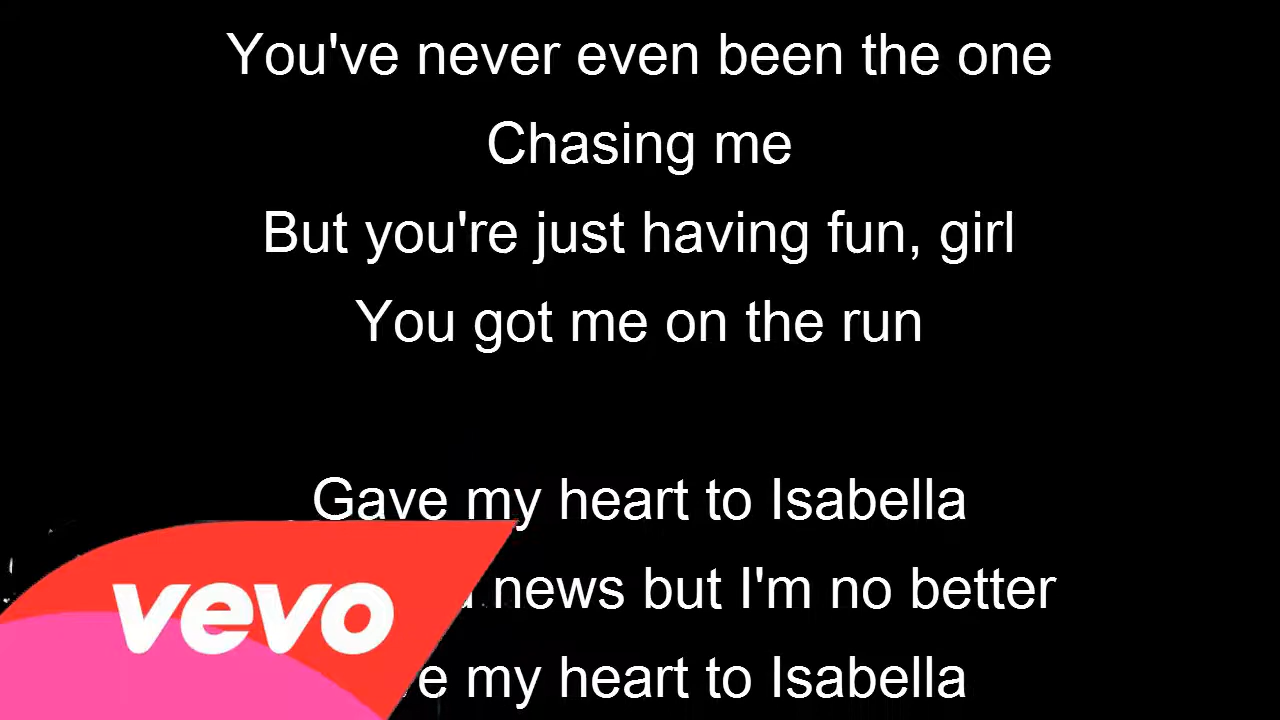 You've never even been the one
Chasing me
But you're just having fun, girl
You got me on the run
Gave my heart to Isabella
news but I'm no better
my heart to Isabella
vevo